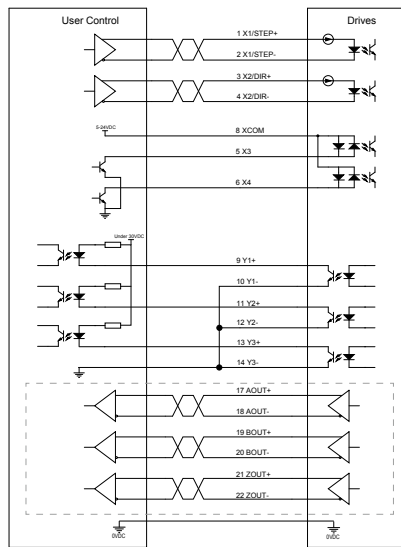 User Control
Drives
1 X1/STEP+
2 X1/STEP-
3 X2/DIR+
4 X2/DIR-
5-24VDC
8 XCOM
5 X3
6 X4
Under 30VDC
9 Y1+
10 Y1-
11 Y2+
12 Y2-
13 Y3+
14 Y3-
17 AOUT+
18 AOUT-
19 BOUT+
20 BOUT-
21 ZOUT+
22 ZOUT-
0VDC
0VDC